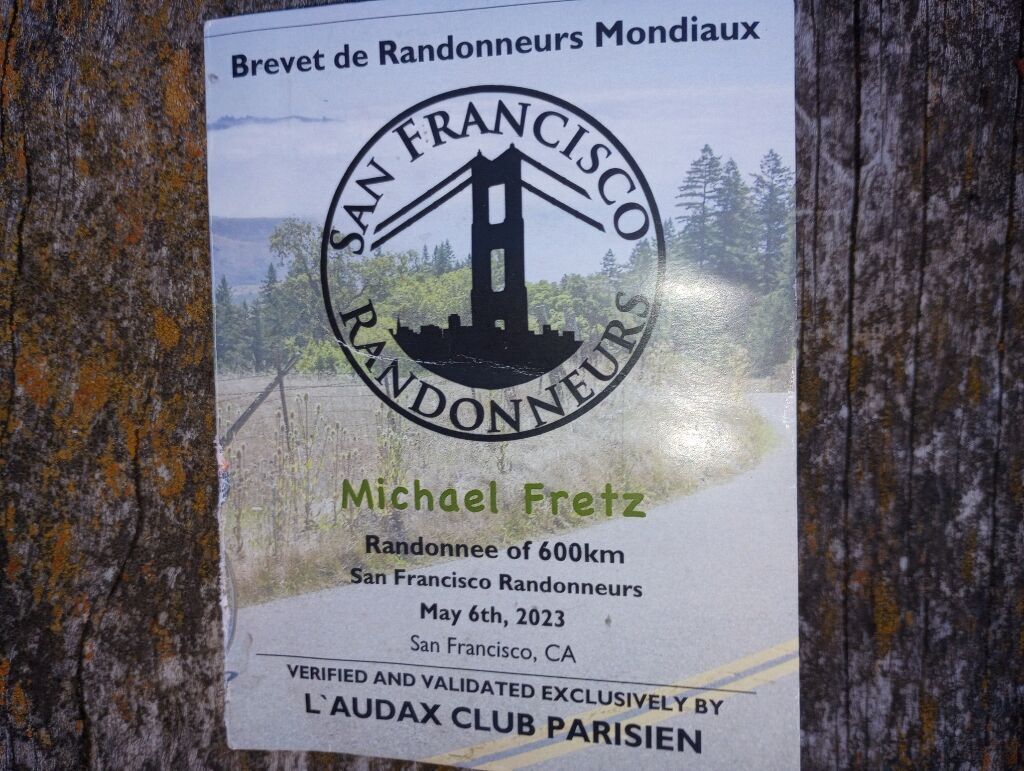 Brevet de Randonneurs Mondiaux
SAN FRANCISCO
RANDONNEURS
Michael Fretz
Randonnee of 600km
San Francisco Randonneurs
May 6th, 2023
San Francisco, CA
VERIFIED AND VALIDATED EXCLUSIVELY BY
L`AUDAX CLUB PARISIEN